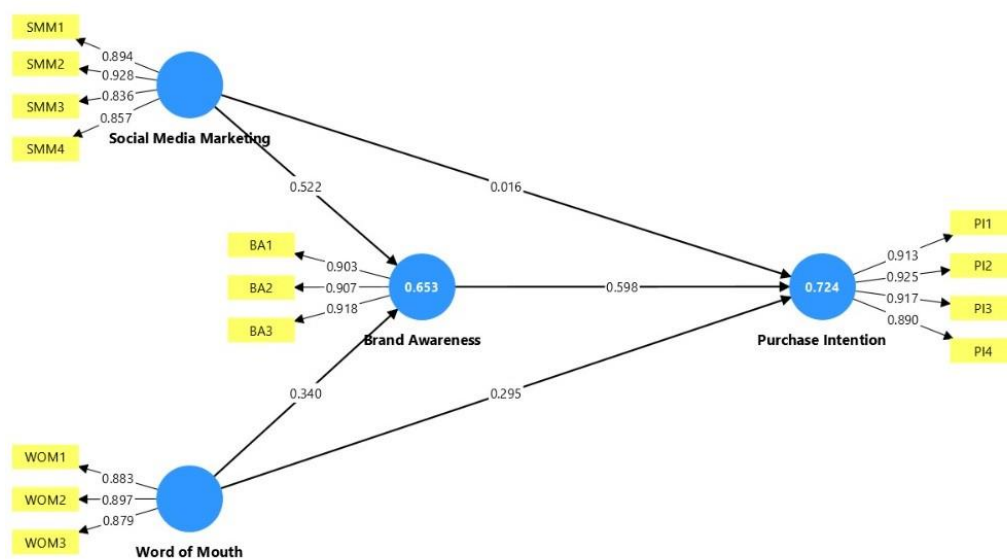 SMM1
0.894
SMM2
0.928
SMM3
0.836
SMM4
0.857
Social Media Marketing
0.522
0.016
BA1
0.903
BA2
0.907
BA3
0.918
0.653
Brand Awareness
0.598
0.724
Purchase Intention
PI1
0.913
PI2
0.925
PI3
0.917
PI4
0.890
0.340
0.295
WOM1
0.883
WOM2
0.897
WOM3
0.879
Word of Mouth